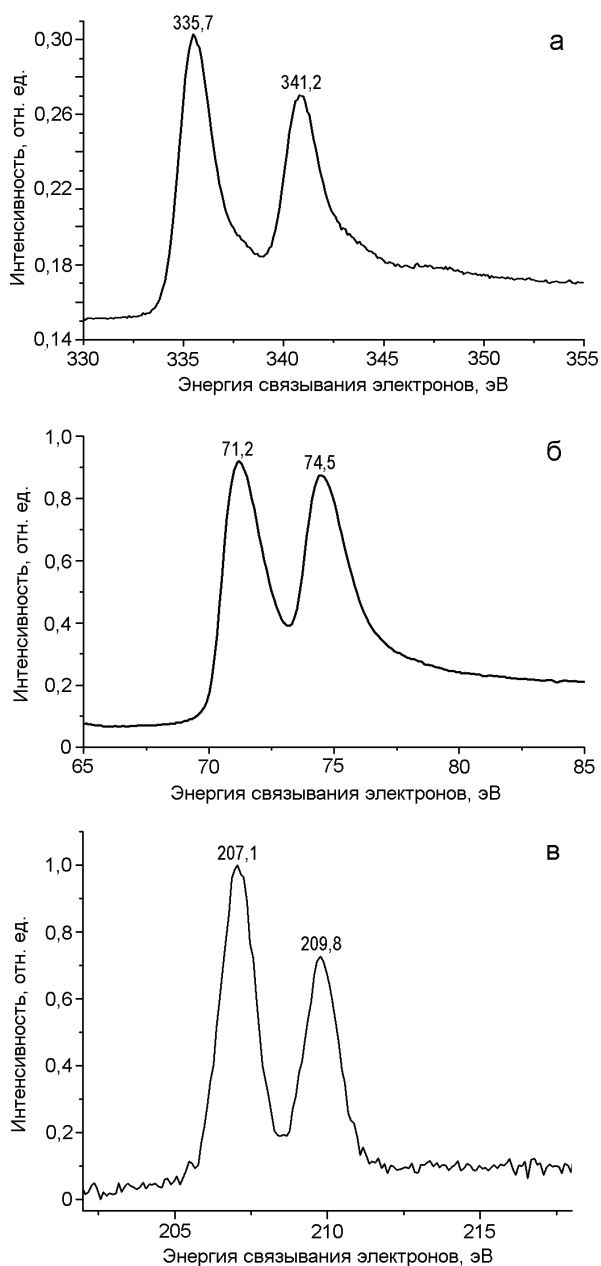 335,7
а
0,30
341,2
0,26
0,22
0,18
0,14
Интенсивность, отн. ед.
330 335 340 345 350 355
Энергия связывания электронов, эВ
1,0
71,2
74,5
б
0,8
0,6
0,4
0,2
0
Интенсивность, отн. ед.
65 70 75 80 85
Энергия связывания электронов, эВ
207,1
в
1,0
209,8
0,8
0,6
0,4
0,2
0
Интенсивность, отн. ед.
205 210 215
Энергия связывания электронов, эВ